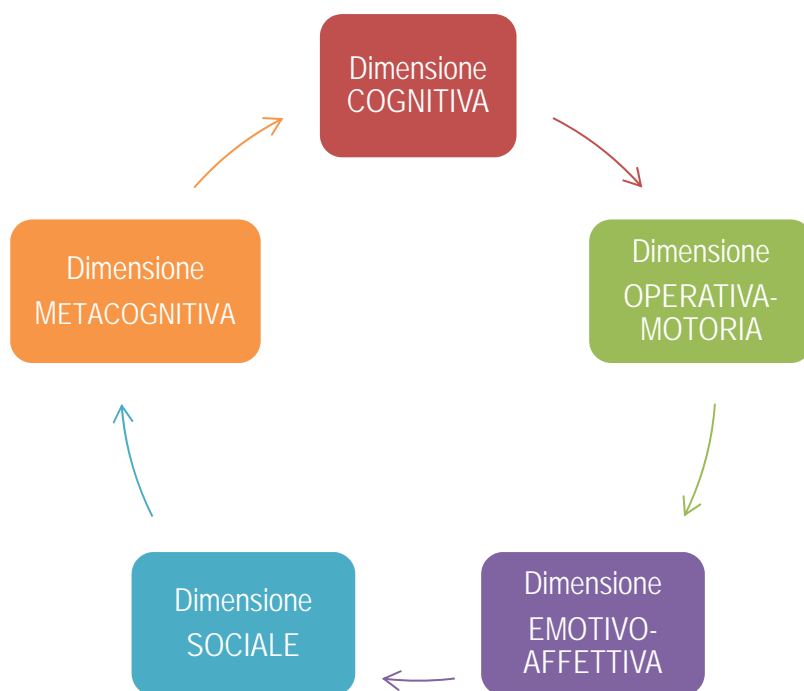 Dimensione
COGNITIVA
Dimensione
OPERATIVA-
MOTORIA
Dimensione
EMOTIVO-
AFFETTIVA
Dimensione
SOCIALE
Dimensione
METACOGNITIVA